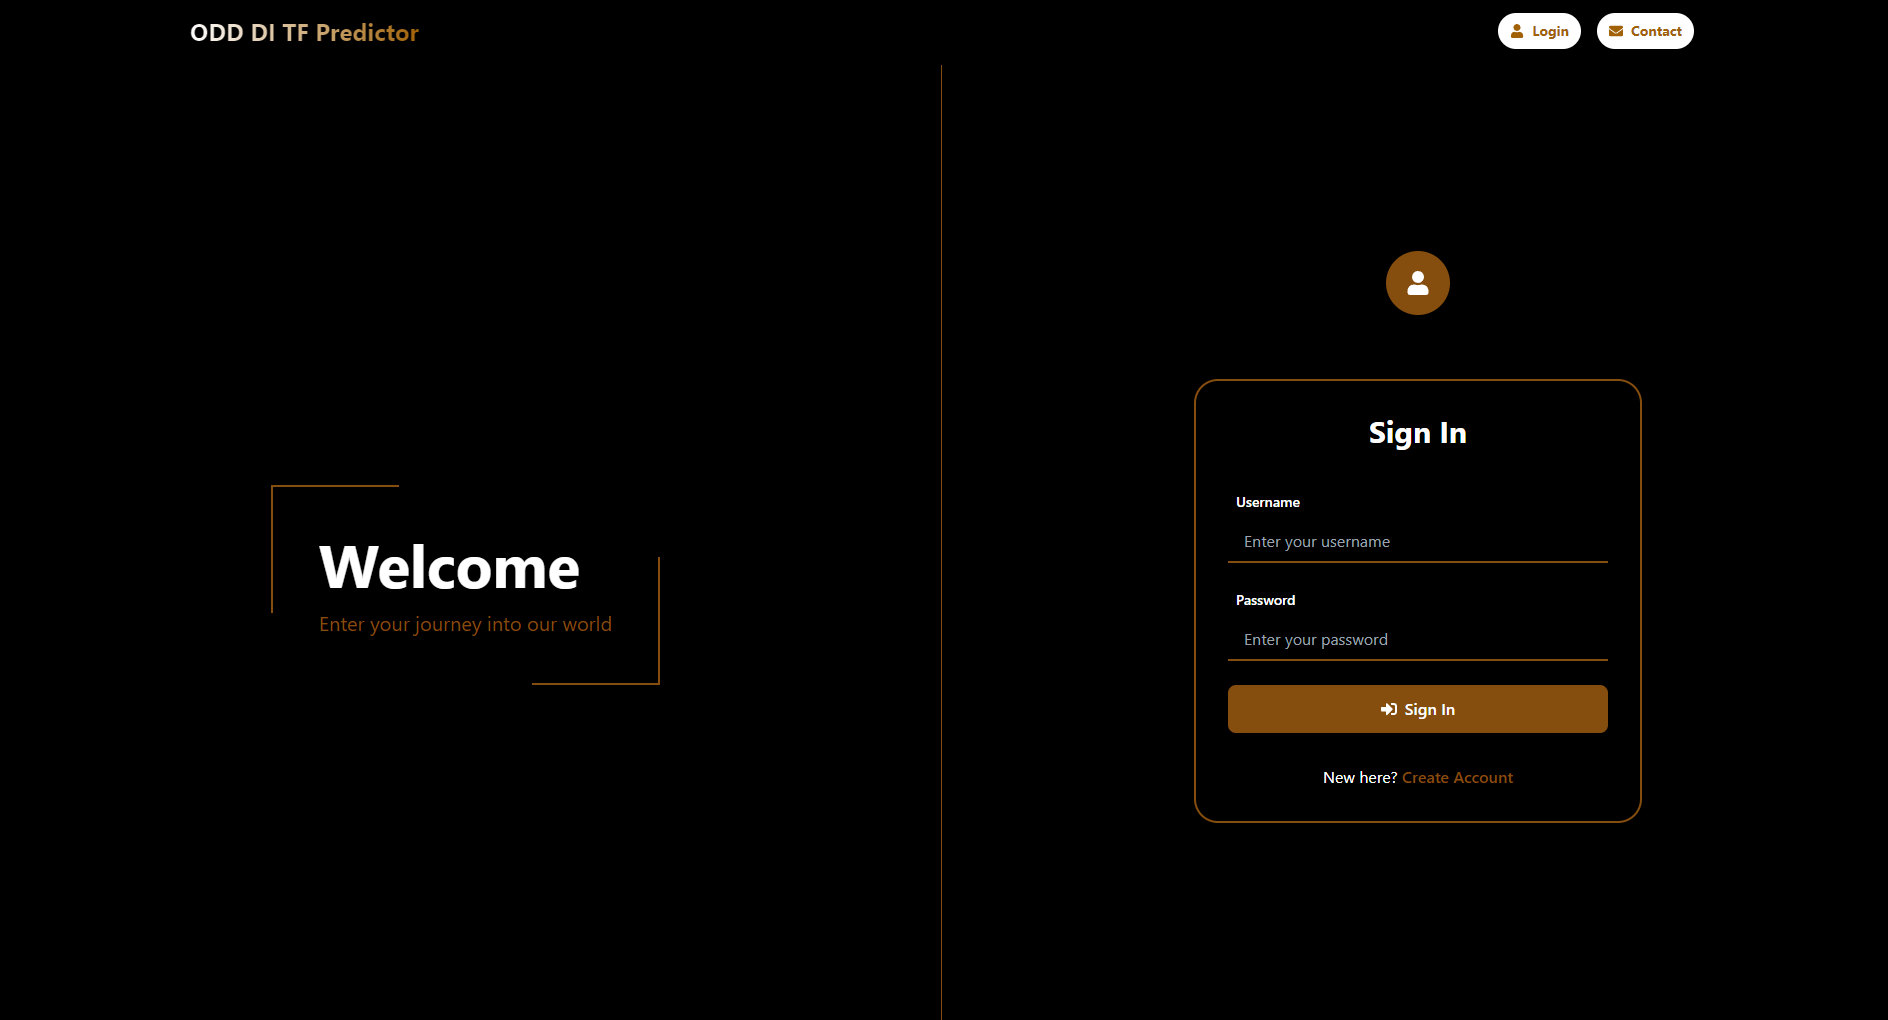 ODD DI TF Predictor
Login
Contact
Welcome
Enter your journey into our world
Sign In
Username
Enter your username
Password
Enter your password
Sign In
New here? Create Account